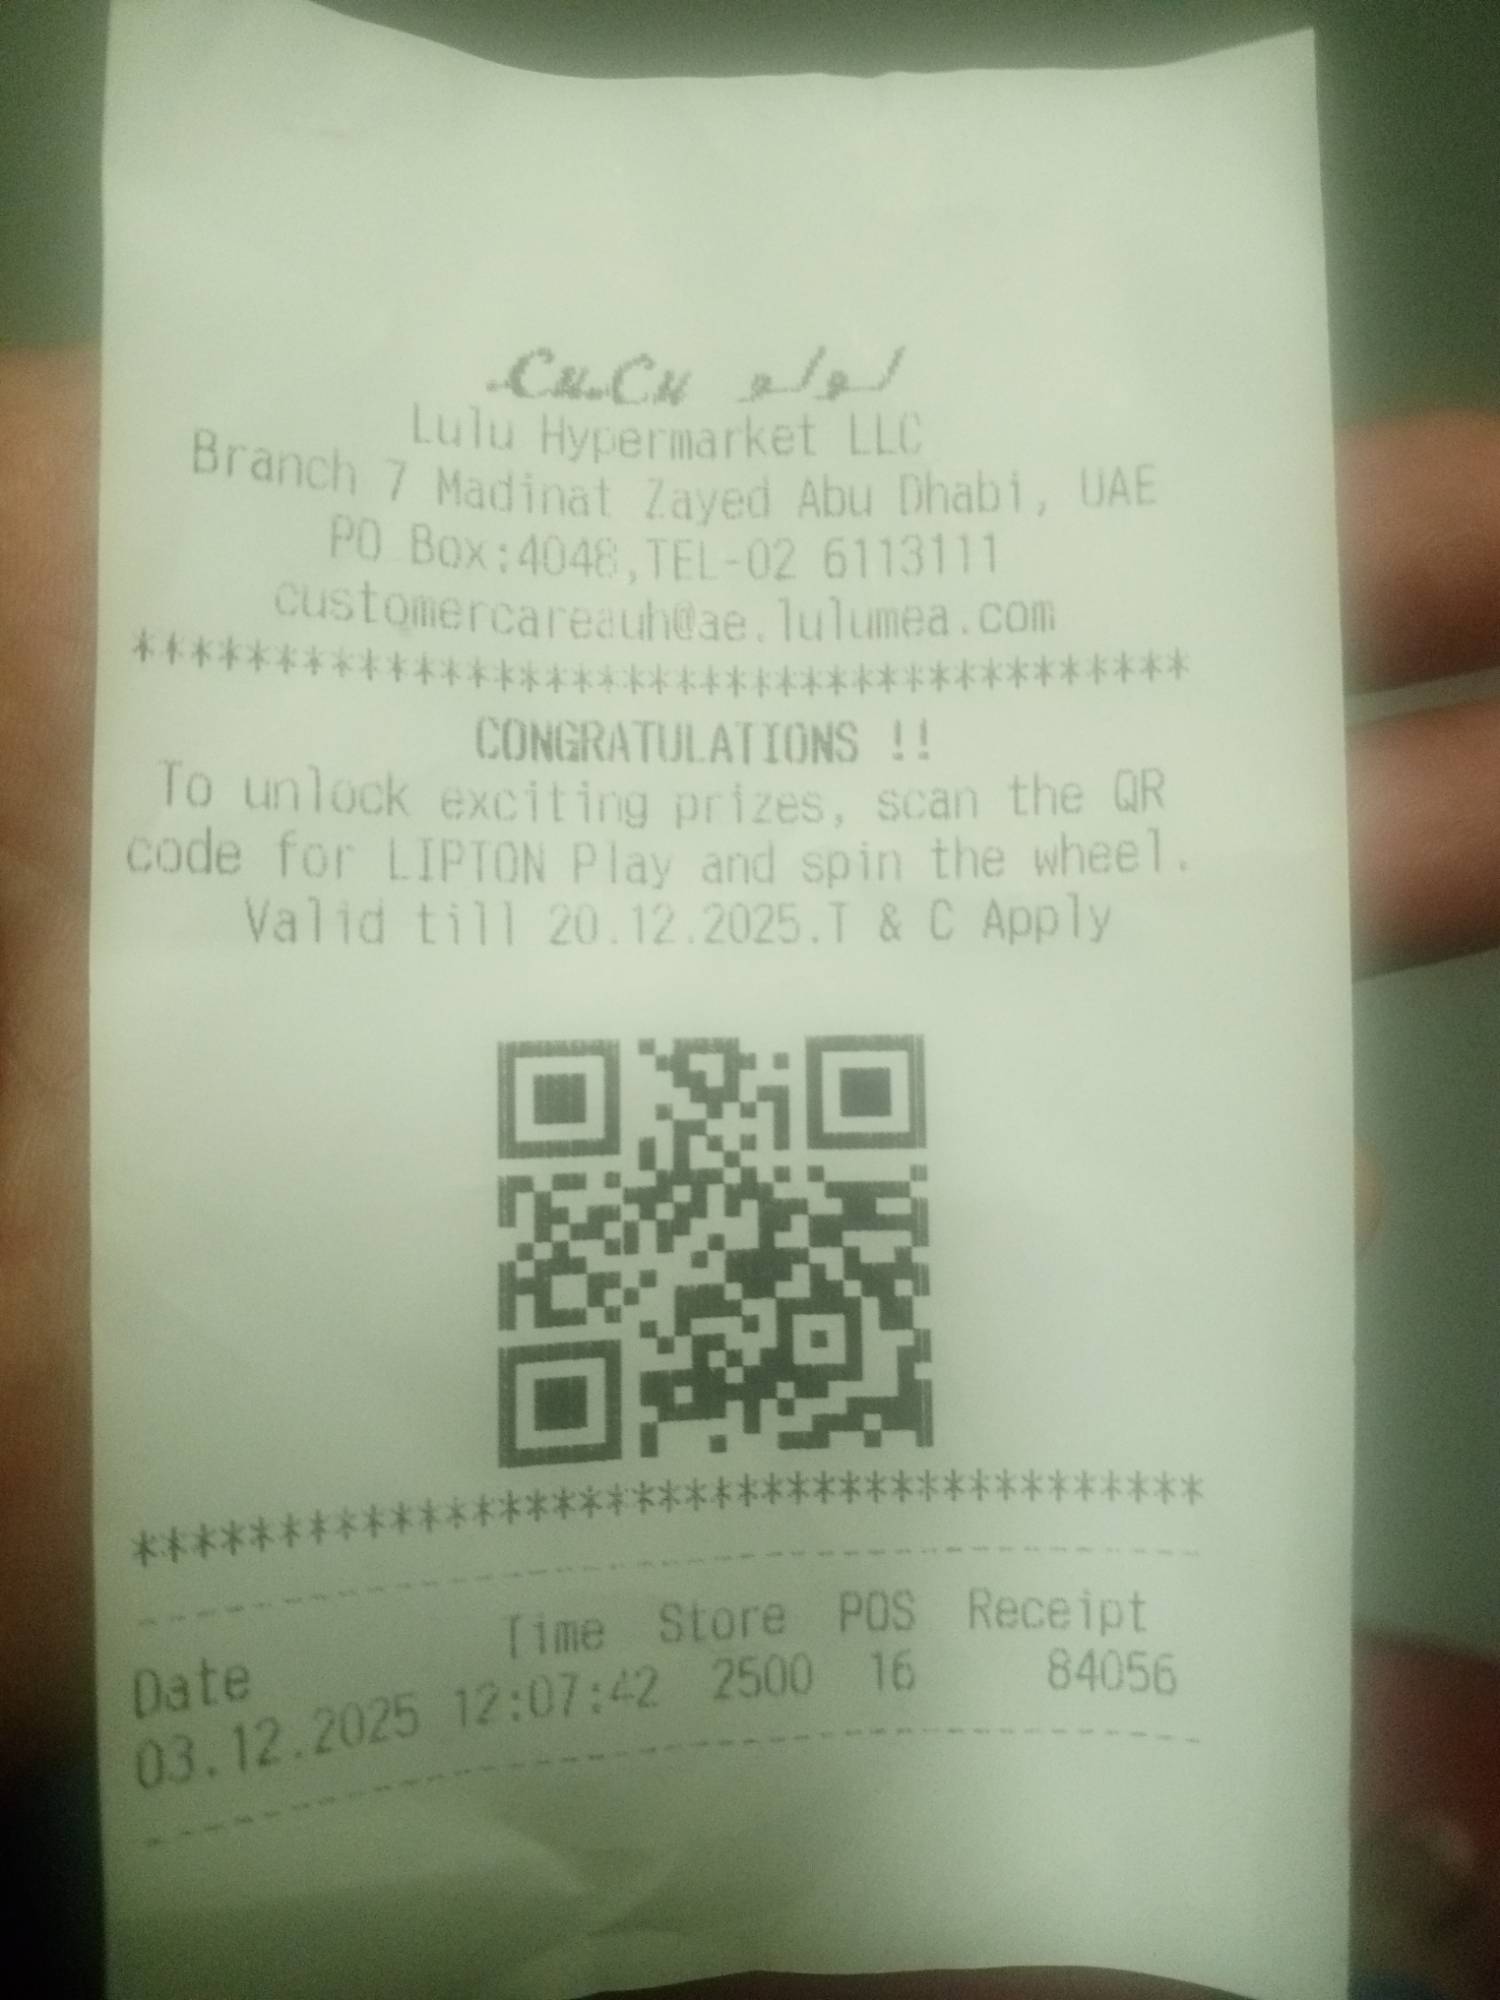 LuLu لولو
Lulu Hypermarket LLC
Branch 7 Madinat Zayed Abu Dhabi, UAE
PO Box:4048,TEL-02 6113111
customercareauh@ae.lulumea.com
*****************************************
CONGRATULATIONS !!
To unlock exciting prizes, scan the QR
code for LIPTON Play and spin the wheel.
Valid till 20.12.2025.T & C Apply
*****************************************
Date Time Store POS Receipt
03.12.2025 12:07:42 2500 16 84056